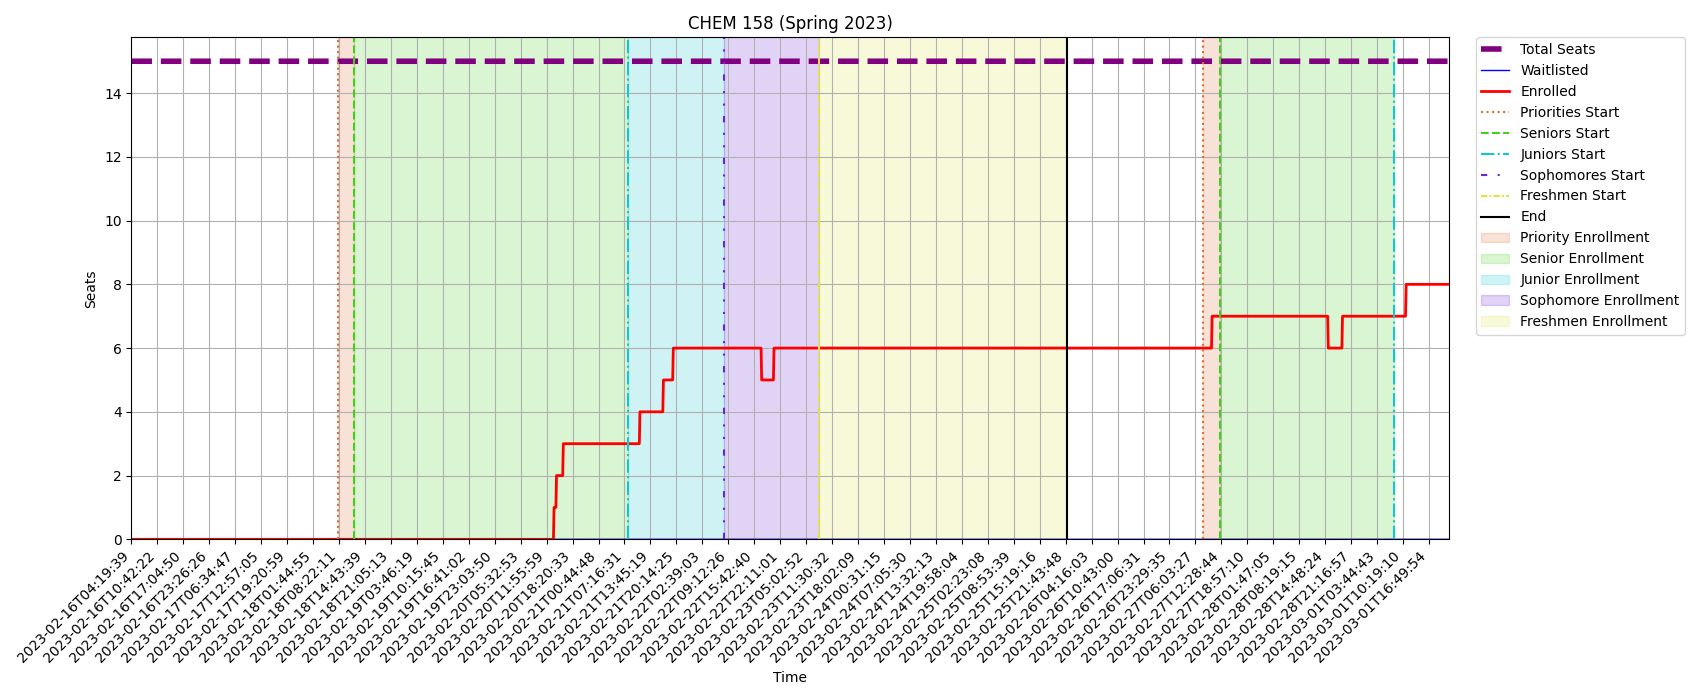 CHEM 158 (Spring 2023)
Seats
14
12
10
8
6
4
2
0
2023-02-16T04:19:39
2023-02-16T10:42:22
2023-02-16T17:04:50
2023-02-16T23:26:26
2023-02-17T06:34:47
2023-02-17T12:57:05
2023-02-17T19:20:59
2023-02-18T01:44:55
2023-02-18T08:22:11
2023-02-18T14:43:39
2023-02-18T21:05:13
2023-02-19T03:46:19
2023-02-19T10:15:45
2023-02-19T16:41:02
2023-02-19T23:03:50
2023-02-20T05:32:53
2023-02-20T11:55:59
2023-02-20T18:20:33
2023-02-21T00:44:48
2023-02-21T07:16:31
2023-02-21T13:45:19
2023-02-21T20:14:25
2023-02-22T02:39:03
2023-02-22T09:12:26
2023-02-22T15:42:40
2023-02-22T22:11:01
2023-02-23T05:02:52
2023-02-23T11:30:32
2023-02-23T18:02:09
2023-02-24T00:31:15
2023-02-24T07:05:30
2023-02-24T13:32:13
2023-02-24T19:58:04
2023-02-25T02:23:08
2023-02-25T08:53:39
2023-02-25T15:19:16
2023-02-25T21:43:48
2023-02-26T04:16:03
2023-02-26T10:43:00
2023-02-26T17:06:31
2023-02-26T23:29:35
2023-02-27T06:03:27
2023-02-27T12:28:44
2023-02-27T18:57:10
2023-02-28T01:47:05
2023-02-28T08:19:15
2023-02-28T14:48:24
2023-02-28T21:16:57
2023-03-01T03:44:43
2023-03-01T10:19:10
2023-03-01T16:49:54
Time
Total Seats
Waitlisted
Enrolled
Priorities Start
Seniors Start
Juniors Start
Sophomores Start
Freshmen Start
End
Priority Enrollment
Senior Enrollment
Junior Enrollment
Sophomore Enrollment
Freshmen Enrollment